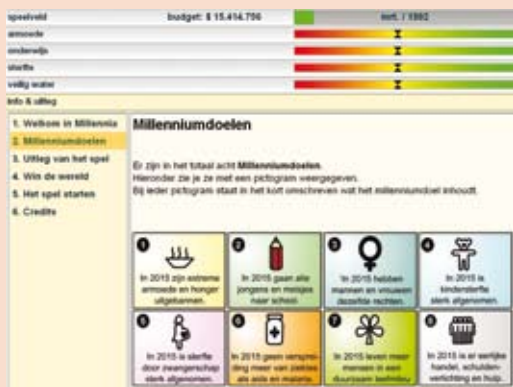 speelveld budget: $ 15.414.796 mrt. / 1992
armoede
onderwijs
sterfte
veilig water
info & uitleg
1. Welkom in Millennia
2. Millenniumdoelen
3. Uitleg van het spel
4. Win de wereld
5. Het spel starten
6. Credits
Millenniumdoelen
Er zijn in het totaal acht Millenniumdoelen.
Hieronder zie je ze met een pictogram weergegeven.
Bij ieder pictogram staat in het kort omschreven wat het millenniumdoel inhoudt.
1
In 2015 zijn extreme
armoede en honger
uitgebannen.
2
In 2015 gaan alle
jongens en meisjes
naar school.
3
In 2015 hebben
mannen en vrouwen
dezelfde rechten.
4
In 2015 is
kindersterfte
sterk afgenomen.
5
In 2015 is sterfte
door zwangerschap
sterk afgenomen.
6
In 2015 geen versprei-
ding meer van ziektes
als aids en malaria.
7
In 2015 leven meer
mensen in een
duurzaam leefmilieu.
8
In 2015 is er eerlijke
handel, schulden-
verlichting en hulp.